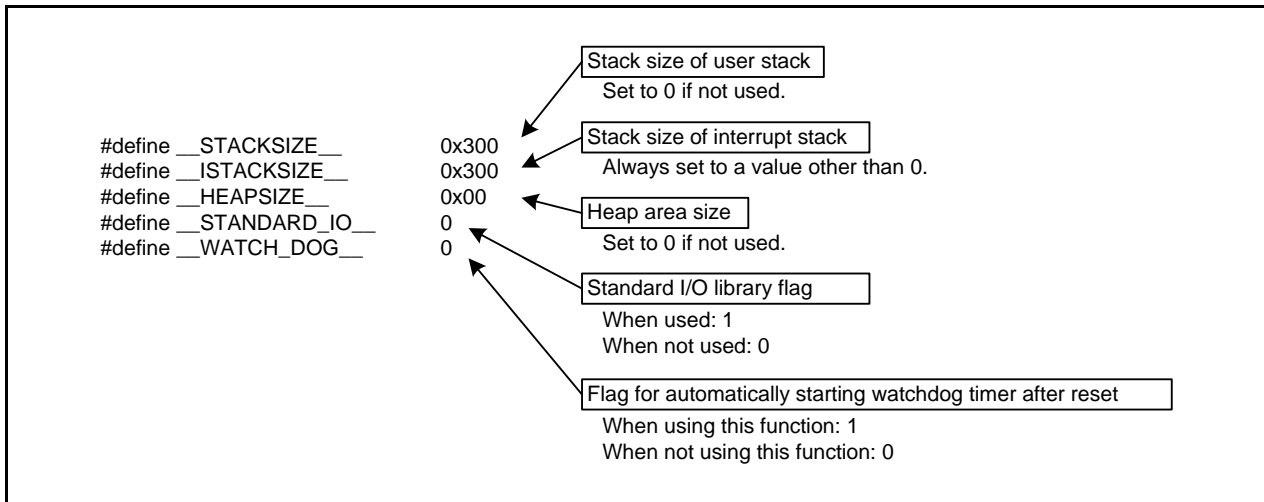 Stack size of user stack
Set to 0 if not used.
#define __STACKSIZE__ 0x300
Stack size of interrupt stack
#define __ISTACKSIZE__ 0x300
Always set to a value other than 0.
#define __HEAPSIZE__ 0x00
Heap area size
#define __STANDARD_IO__ 0
Set to 0 if not used.
#define __WATCH_DOG__ 0
Standard I/O library flag
When used: 1
When not used: 0
Flag for automatically starting watchdog timer after reset
When using this function: 1
When not using this function: 0